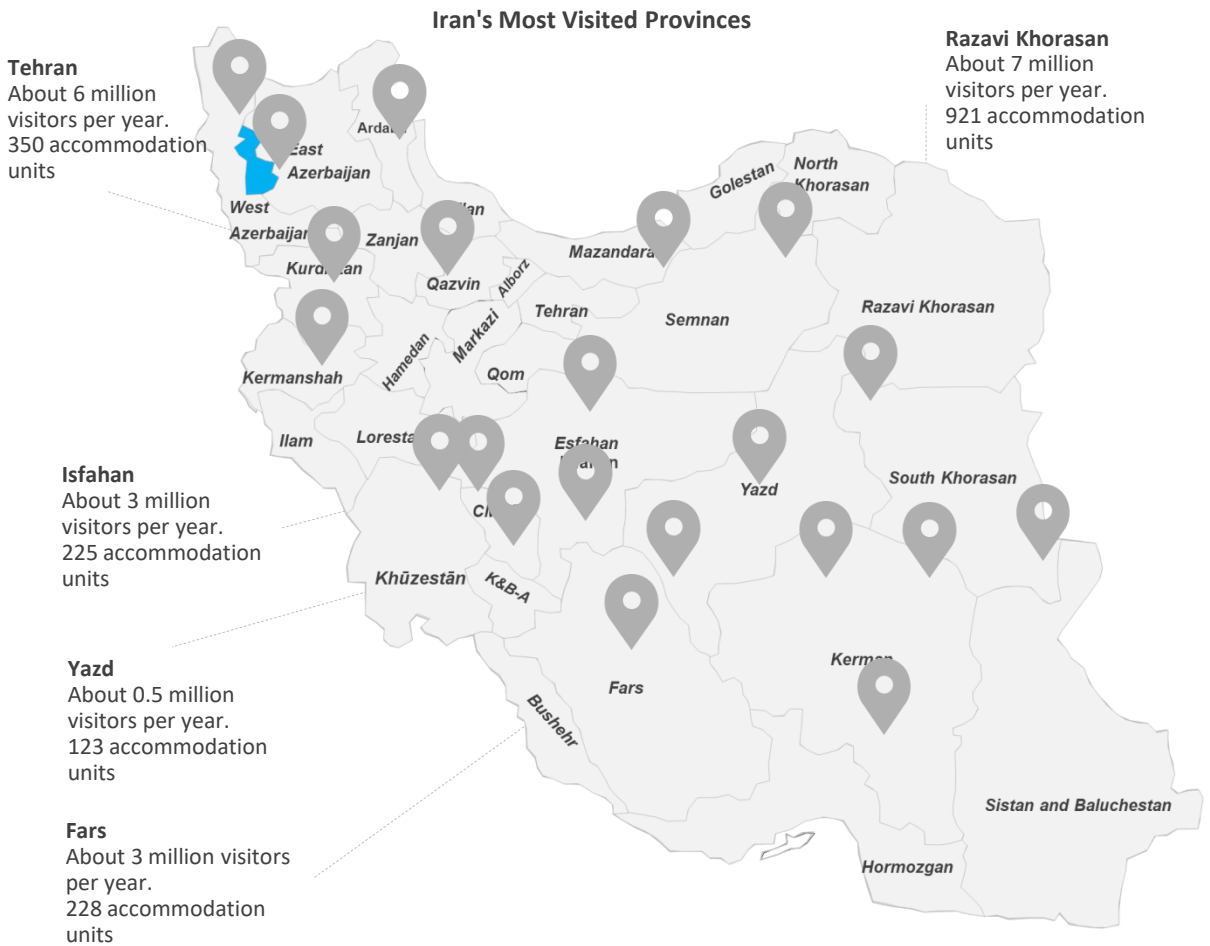 Iran's Most Visited Provinces
Tehran
About 6 million
visitors per year.
350 accommodation
units
Razavi Khorasan
About 7 million
visitors per year.
921 accommodation
units
East
Azerbaijan
West
Azerbaijan
Zanjan
Qazvin
Alborz
Golestan
North
Khorasan
Tehran
Semnan
Razavi Khorasan
Markazi
Hamedan
Qom
Kermanshah
Ilam
Esfahan
Yazd
South Khorasan
Isfahan
About 3 million
visitors per year.
225 accommodation
units
Khūzestān
K&B-A
Yazd
About 0.5 million
visitors per year.
123 accommodation
units
Fars
Bushehr
Sistan and Baluchestan
Hormozgan
Fars
About 3 million visitors
per year.
228 accommodation
units